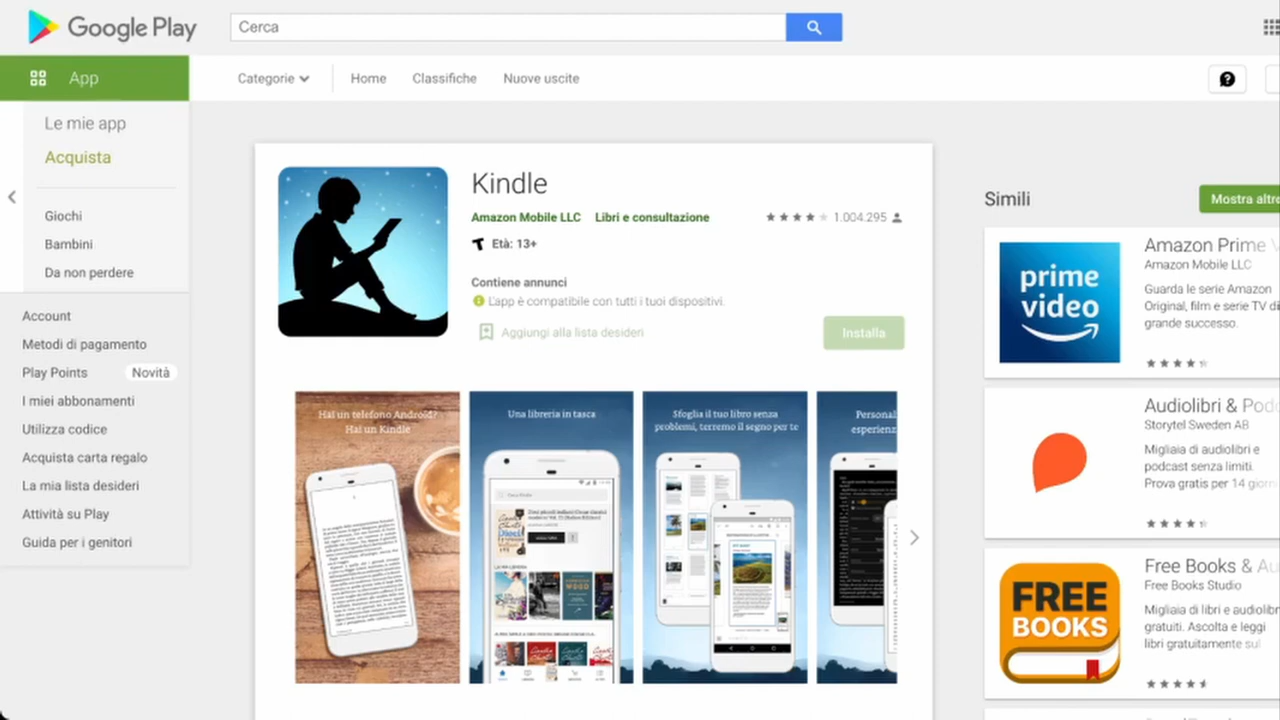 Google Play
Cerca
App
Categorie
Home
Classifiche
Nuove uscite
Le mie app
Acquista
Giochi
Bambini
Da non perdere
Account
Metodi di pagamento
Play Points
Novità
I miei abbonamenti
Utilizza codice
Acquista carta regalo
La mia lista desideri
Attività su Play
Guida per i genitori
Kindle
Amazon Mobile LLC
Libri e consultazione
1.004.295
T Età: 13+
Contiene annunci
L'app è compatibile con tutti i tuoi dispositivi.
Aggiungi alla lista desideri
Installa
Hai un telefono Android?
Hai un Kindle
Una libreria in tasca
Sfoglia il tuo libro senza
problemi, terremo il segno per te
Personal
esperienz
Simili
Mostra altro
prime
video
Amazon Prime V
Amazon Mobile LLC
Guarda le serie Amazon
Original, film e serie TV di
grande successo.
Audiolibri & Pod
Storytel Sweden AB
Migliaia di audiolibri e
podcast senza limiti.
Prova gratis per 14 giorn
FREE
BOOKS
Free Books & Au
Free Books Studio
Migliaia di libri e audiolibri
gratuiti. Ascolta e leggi
libri gratuitamente sul